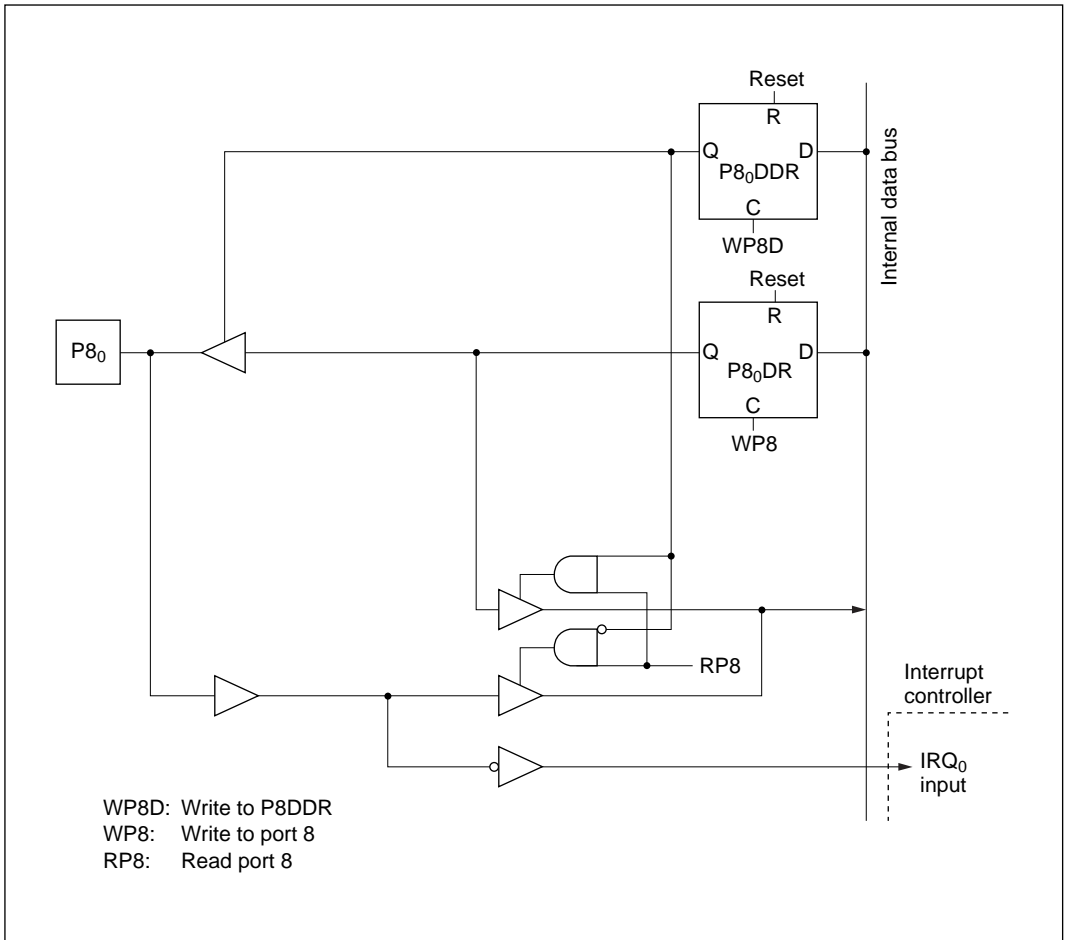 Reset
R
Q D
P8₀DDR
C
WP8D
Internal data bus
Reset
R
P8₀
Q D
P8₀DR
C
WP8
RP8
Interrupt
controller
IRQ₀
input
WP8D: Write to P8DDR
WP8: Write to port 8
RP8: Read port 8